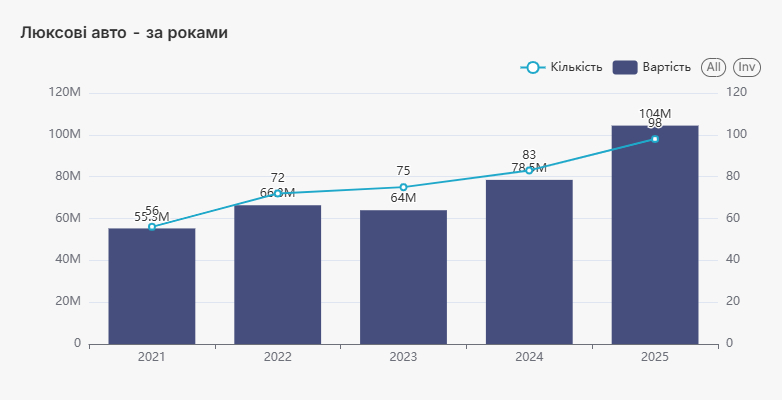 Люксові авто - за роками
Кількість Вартість All Inv
120M 120
104M
98
100M 100
83
78.5M
80M 80
72
75
66.3M
64M
56
60M 60
40M 40
20M 20
0 0
2021 2022 2023 2024 2025